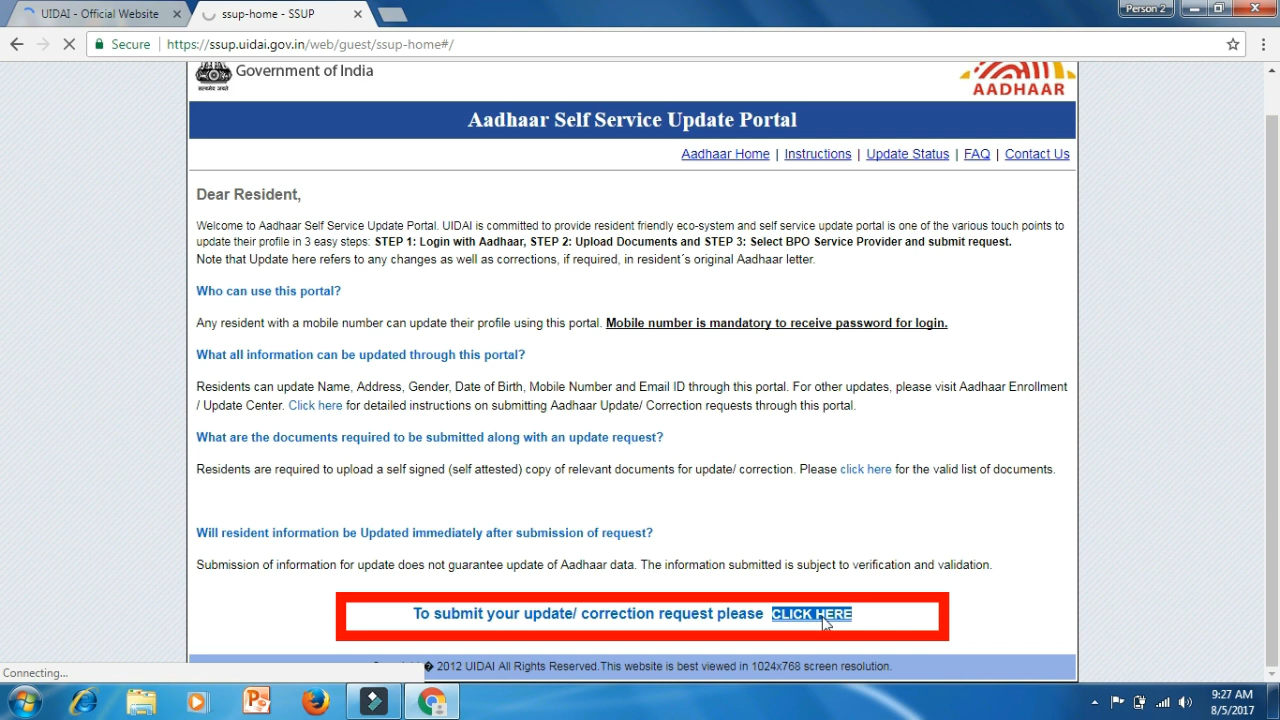 UIDAI - Official Website
ssup-home - SSUP
Person 2
Secure
https://ssup.uidai.gov.in/web/guest/ssup-home#/
सत्यमेव जयते
Government of India
AADHAAR
Aadhaar Self Service Update Portal
Aadhaar Home | Instructions | Update Status | FAQ | Contact Us
Dear Resident,
Welcome to Aadhaar Self Service Update Portal. UIDAI is committed to provide resident friendly eco-system and self service update portal is one of the various touch points to
update their profile in 3 easy steps: STEP 1: Login with Aadhaar, STEP 2: Upload Documents and STEP 3: Select BPO Service Provider and submit request.
Note that Update here refers to any changes as well as corrections, if required, in resident´s original Aadhaar letter.
Who can use this portal?
Any resident with a mobile number can update their profile using this portal. Mobile number is mandatory to receive password for login.
What all information can be updated through this portal?
Residents can update Name, Address, Gender, Date of Birth, Mobile Number and Email ID through this portal. For other updates, please visit Aadhaar Enrollment
/ Update Center. Click here for detailed instructions on submitting Aadhaar Update/ Correction requests through this portal.
What are the documents required to be submitted along with an update request?
Residents are required to upload a self signed (self attested) copy of relevant documents for update/ correction. Please click here for the valid list of documents.
Will resident information be Updated immediately after submission of request?
Submission of information for update does not guarantee update of Aadhaar data. The information submitted is subject to verification and validation.
To submit your update/ correction request please CLICK HERE
� 2012 UIDAI All Rights Reserved.This website is best viewed in 1024x768 screen resolution.
Connecting...
9:27 AM
8/5/2017